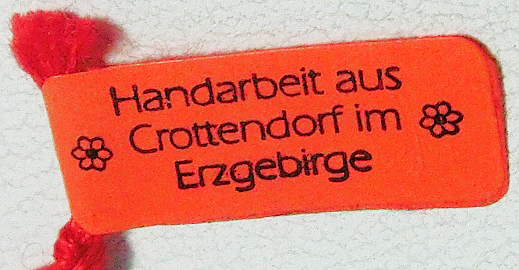 Handarbeit aus
Crottendorf im
Erzgebirge